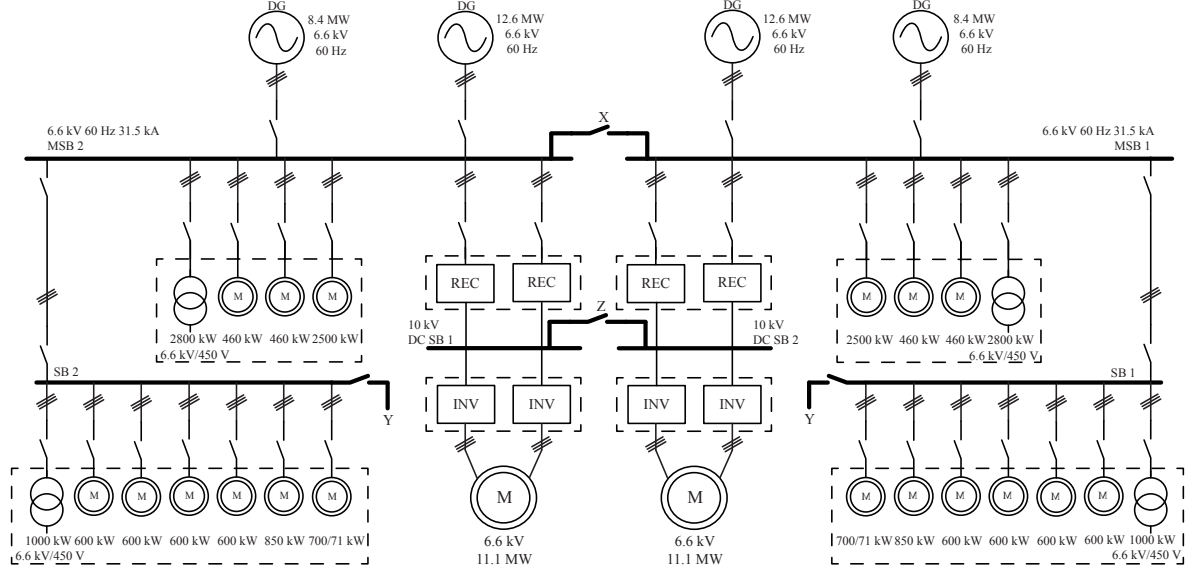 DG
8.4 MW
6.6 kV
60 Hz
DG
12.6 MW
6.6 kV
60 Hz
DG
12.6 MW
6.6 kV
60 Hz
DG
8.4 MW
6.6 kV
60 Hz
6.6 kV 60 Hz 31.5 kA
MSB 2
X
6.6 kV 60 Hz 31.5 kA
MSB 1
REC
REC
REC
REC
M
M
M
M
M
M
2800 kW
460 kW
460 kW
2500 kW
6.6 kV/450 V
10 kV
DC SB 1
Z
10 kV
DC SB 2
2500 kW
460 kW
460 kW
2800 kW
6.6 kV/450 V
SB 2
Y
INV
INV
INV
INV
Y
SB 1
M
M
M
M
M
M
M
M
M
M
M
M
M
M
1000 kW
600 kW
600 kW
600 kW
600 kW
850 kW
700/71 kW
6.6 kV/450 V
6.6 kV
11.1 MW
6.6 kV
11.1 MW
700/71 kW
850 kW
600 kW
600 kW
600 kW
600 kW
1000 kW
6.6 kV/450 V